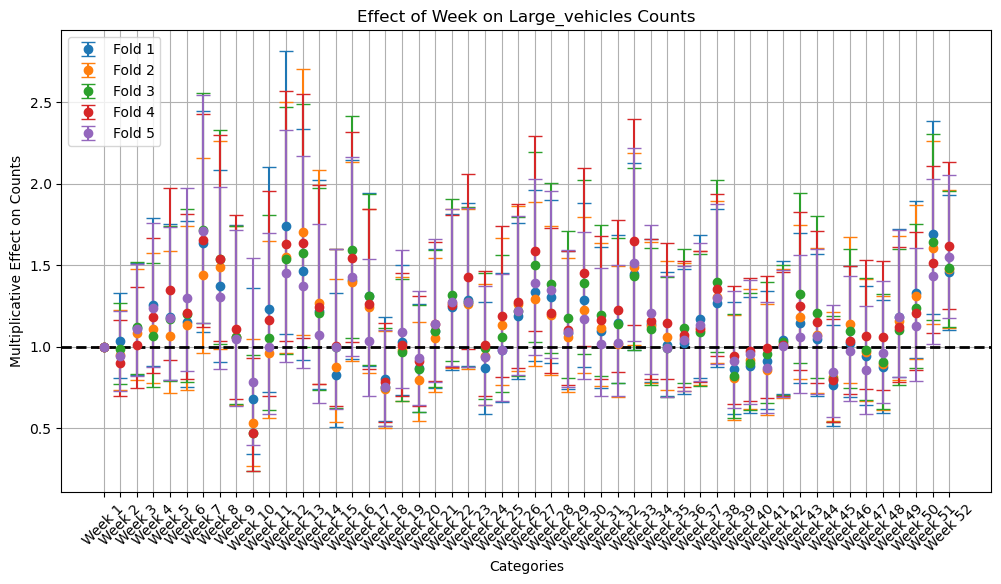 Effect of Week on Large_vehicles Counts
Multiplicative Effect on Counts
2.5
2.0
1.5
1.0
0.5
Fold 1
Fold 2
Fold 3
Fold 4
Fold 5
Week 1
Week 2
Week 3
Week 4
Week 5
Week 6
Week 7
Week 8
Week 9
Week 10
Week 11
Week 12
Week 13
Week 14
Week 15
Week 16
Week 17
Week 18
Week 19
Week 20
Week 21
Week 22
Week 23
Week 24
Week 25
Week 26
Week 27
Week 28
Week 29
Week 30
Week 31
Week 32
Week 33
Week 34
Week 35
Week 36
Week 37
Week 38
Week 39
Week 40
Week 41
Week 42
Week 43
Week 44
Week 45
Week 46
Week 47
Week 48
Week 49
Week 50
Week 51
Week 52
Categories